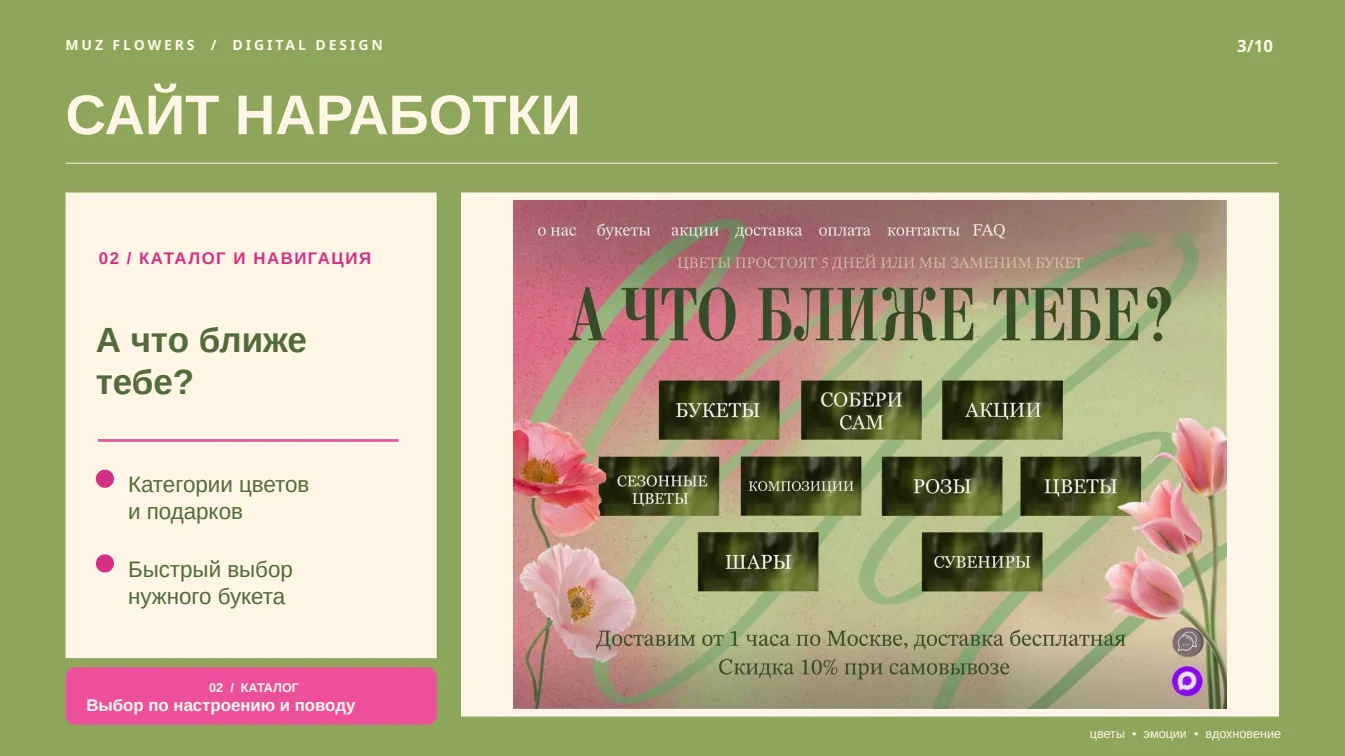 MUZ FLOWERS / DIGITAL DESIGN
3/10
САЙТ НАРАБОТКИ
02 / КАТАЛОГ И НАВИГАЦИЯ
А что ближе
тебе?
Категории цветов
и подарков
Быстрый выбор
нужного букета
02 / КАТАЛОГ
Выбор по настроению и поводу
о нас букеты акции доставка оплата контакты FAQ
ЦВЕТЫ ПРОСТОЯТ 5 ДНЕЙ ИЛИ МЫ ЗАМЕНИМ БУКЕТ
А ЧТО БЛИЖЕ ТЕБЕ?
БУКЕТЫ
СОБЕРИ
САМ
АКЦИИ
СЕЗОННЫЕ
ЦВЕТЫ
КОМПОЗИЦИИ
РОЗЫ
ЦВЕТЫ
ШАРЫ
СУВЕНИРЫ
Доставим от 1 часа по Москве, доставка бесплатная
Скидка 10% при самовывозе
цветы • эмоции • вдохновение